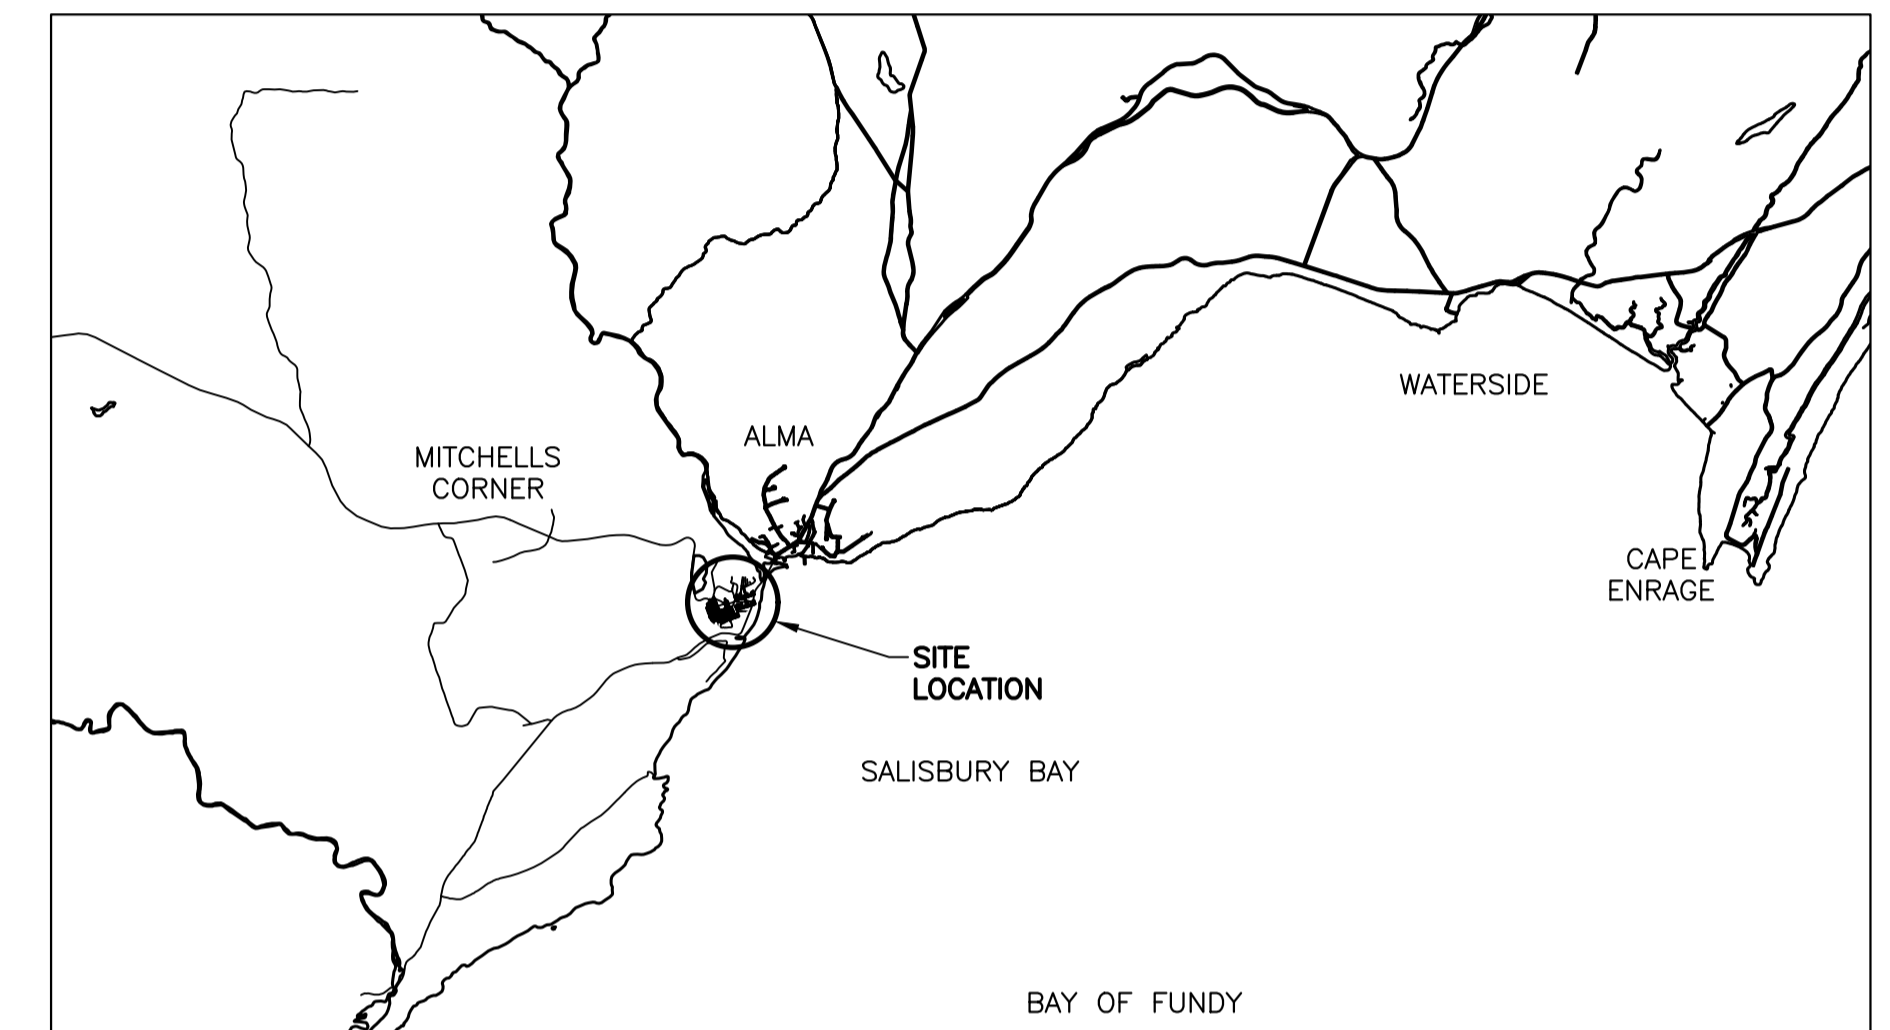 WATERSIDE
ALMA
MITCHELLS
CORNER
CAPE
ENRAGE
SITE
LOCATION
SALISBURY BAY
BAY OF FUNDY